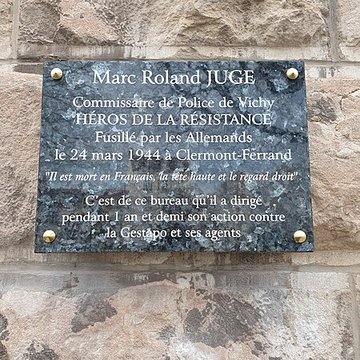 Marc Roland JUGE
Commissaire de Police de Vichy
HÉROS DE LA RÉSISTANCE
Fusillé par les Allemands
le 24 mars 1944 à Clermont-Ferrand
"Il est mort en Français, la tête haute et le regard droit"
C'est de ce bureau qu'il a dirigé
pendant 1 an et demi son action contre
la Gestapo et ses agents